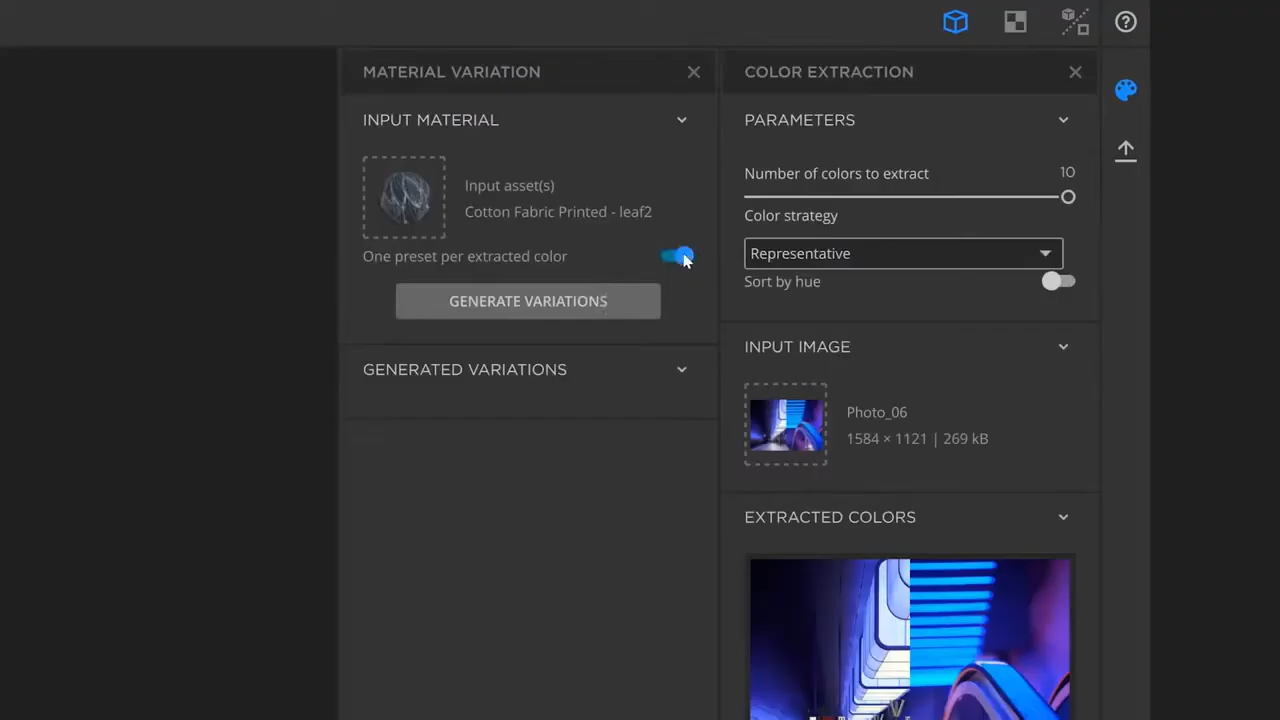 MATERIAL VARIATION
INPUT MATERIAL
Input asset(s)
Cotton Fabric Printed - leaf2
One preset per extracted color
GENERATE VARIATIONS
GENERATED VARIATIONS
COLOR EXTRACTION
PARAMETERS
Number of colors to extract 10
Color strategy
Representative
Sort by hue
INPUT IMAGE
Photo_06
1584 × 1121 | 269 kB
EXTRACTED COLORS